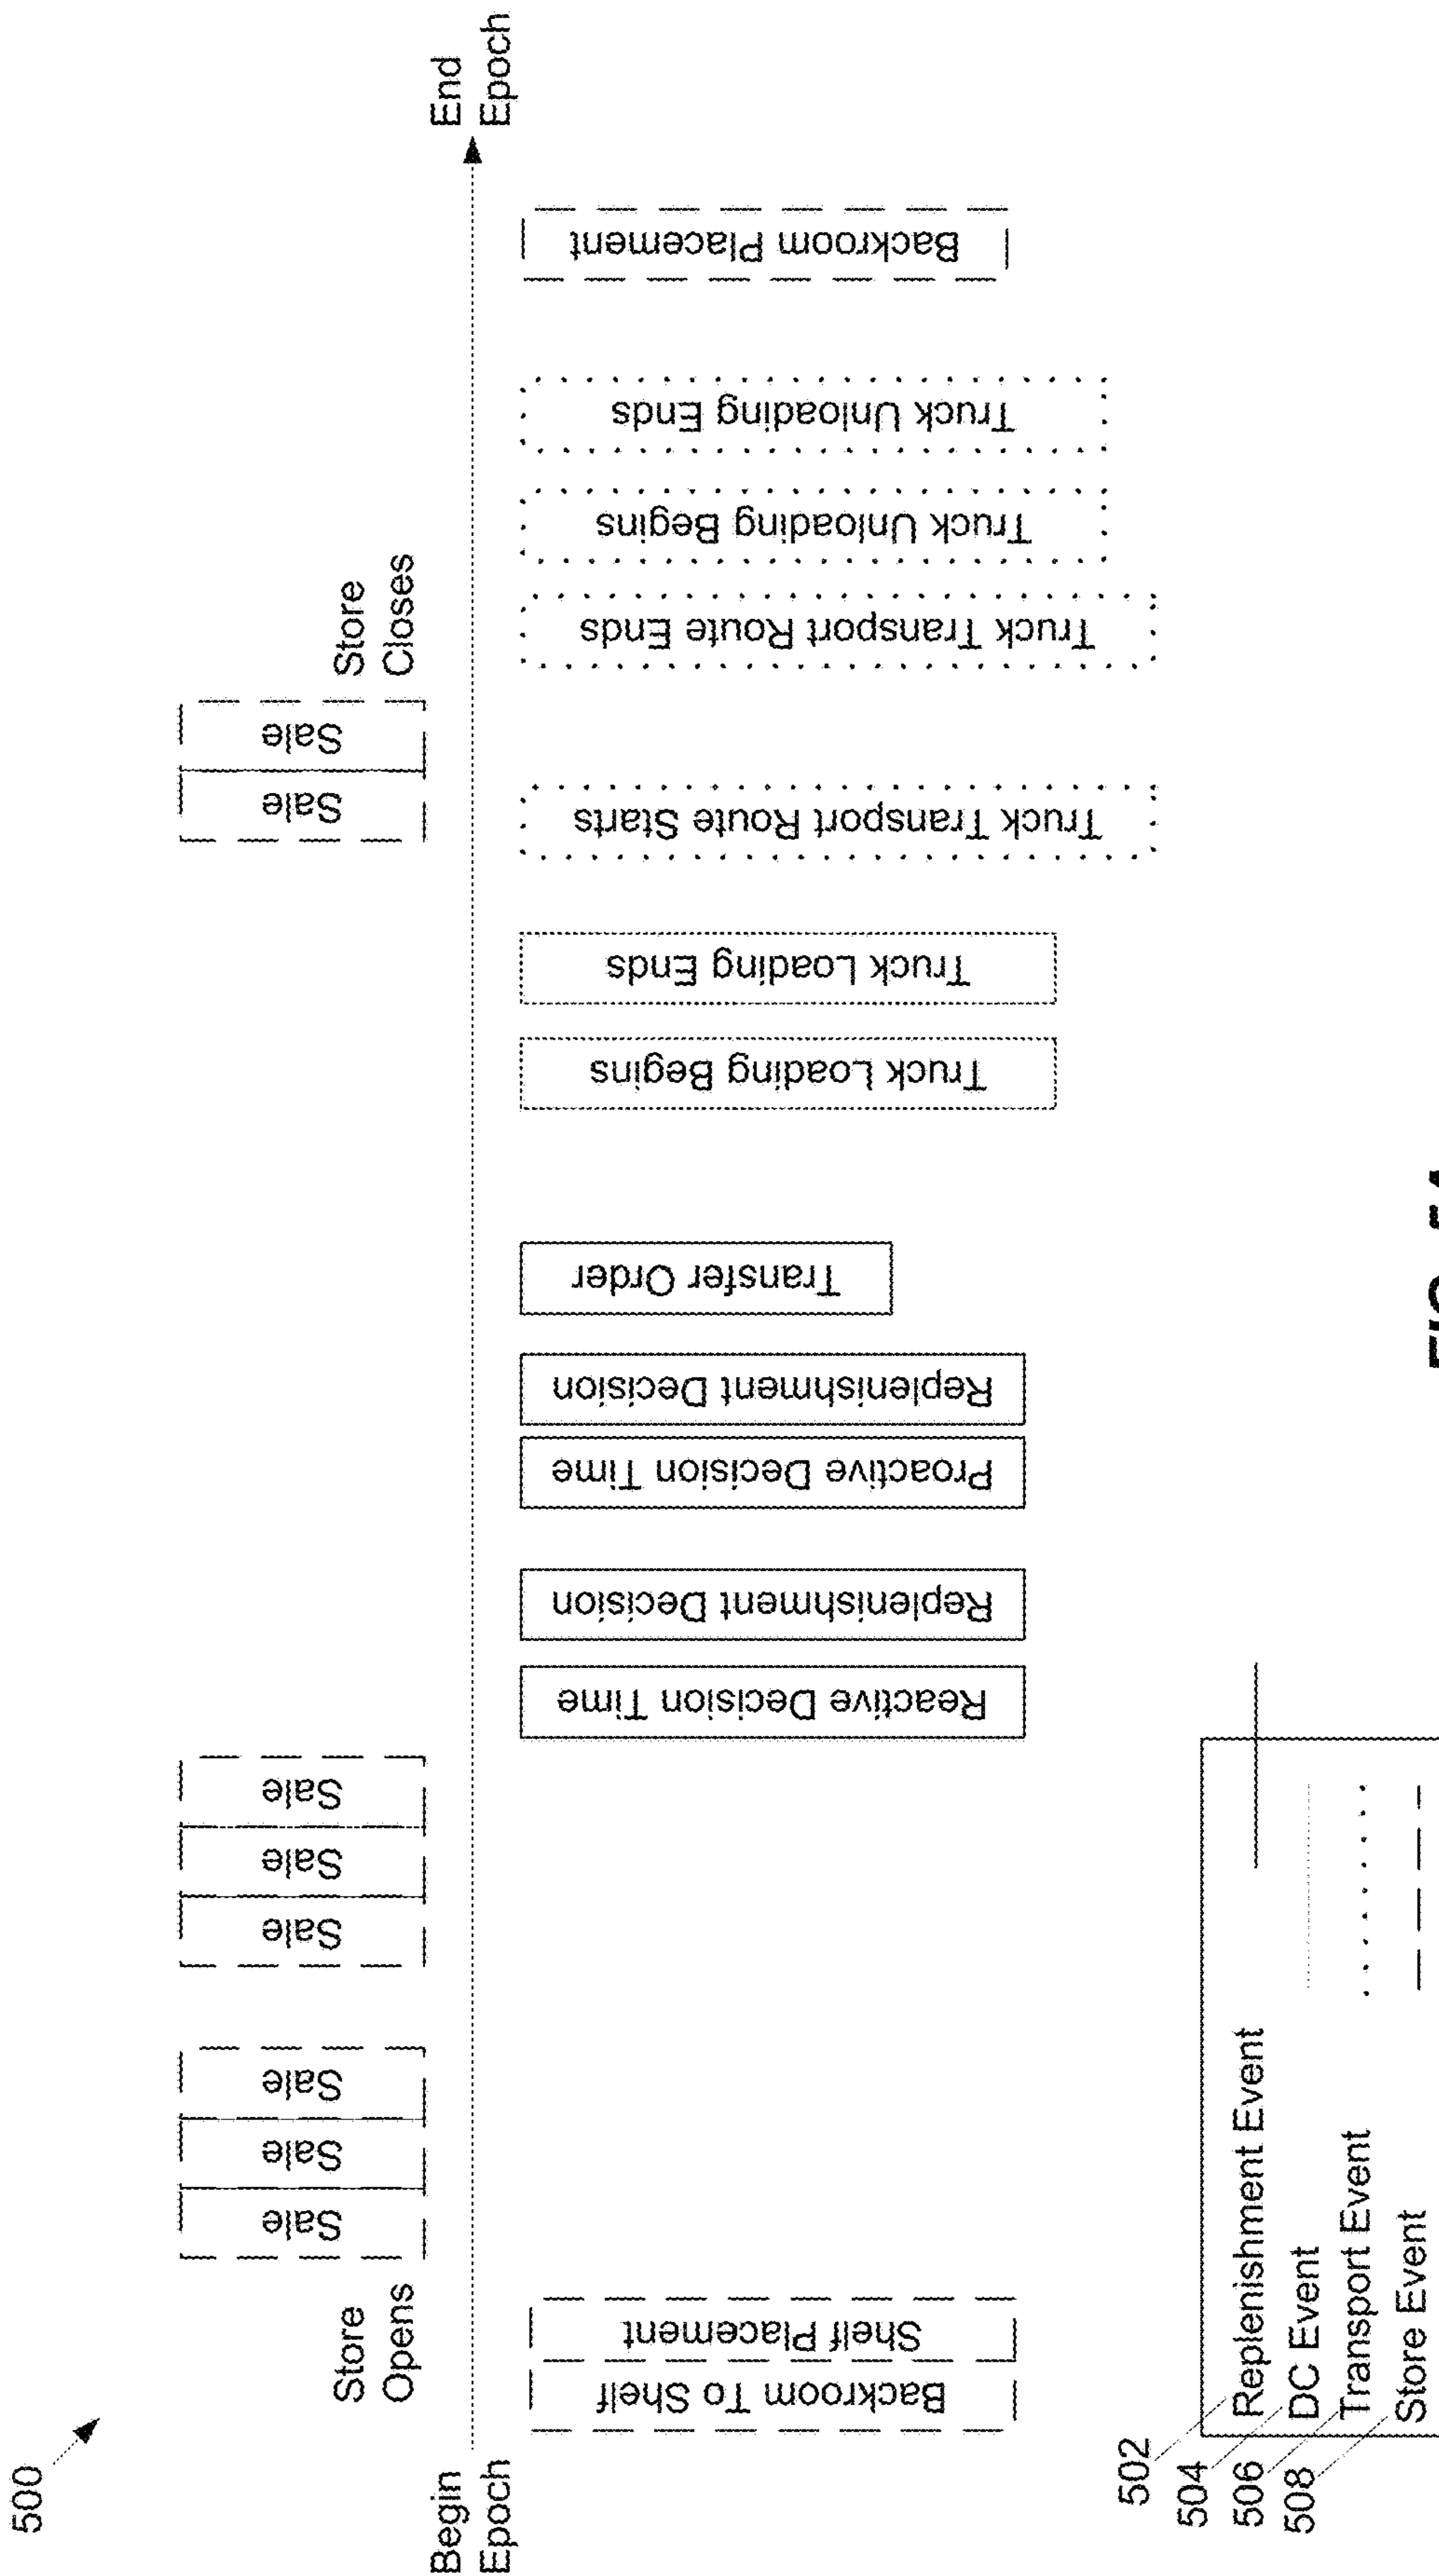 500
Begin
Epoch
End
Epoch
Store
Opens
Sale
Sale
Sale
Sale
Sale
Sale
Sale
Sale
Store
Closes
Backroom To Shelf
Shelf Placement
Reactive Decision Time
Replenishment Decision
Proactive Decision Time
Replenishment Decision
Transfer Order
Truck Loading Begins
Truck Loading Ends
Truck Transport Route Starts
Truck Transport Route Ends
Truck Unloading Begins
Truck Unloading Ends
Backroom Placement
502
Replenishment Event
504
DC Event
506
Transport Event
508
Store Event